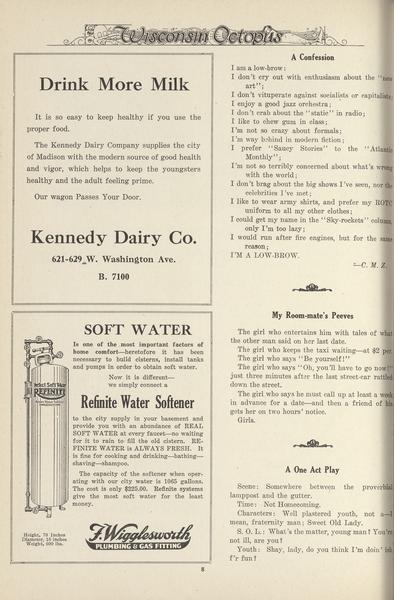 Wisconsin Octopus
Drink More Milk
It is so easy to keep healthy if you use the
proper food.
The Kennedy Dairy Company supplies the city
of Madison with the modern source of good health
and vigor, which helps to keep the youngsters
healthy and the adult feeling prime.
Our wagon Passes Your Door.
Kennedy Dairy Co.
621-629 W. Washington Ave.
B. 7100
SOFT WATER
Is one of the most important factors of
home comfort—heretofore it has been
necessary to build cisterns, install tanks
and pumps in order to obtain soft water.
Now it is different—
we simply connect a
Refinite Water Softener
to the city supply in your basement and
provide you with an abundance of REAL
SOFT WATER at every faucet—no waiting
for it to rain to fill the old cistern. RE-
FINITE WATER is ALWAYS FRESH. It
is fine for cooking and drinking—bathing—
shaving—shampoo.
The capacity of the softener when oper-
ating with our city water is 1065 gallons.
The cost is only $225.00. Refinite systems
give the most soft water for the least
money.
REFINITE
Height, 70 Inches
Diameter, 16 inches
Weight, 600 lbs.
F. Wigglesworth
PLUMBING & GAS FITTING
A Confession
I am a low-brow:
I don't cry out with enthusiasm about the "new
art";
I don't vituperate against socialists or capitalists;
I enjoy a good jazz orchestra;
I don't crab about the "static" in radio;
I like to chew gum in class;
I'm not so crazy about formals;
I'm way behind in modern fiction;
I prefer "Saucy Stories" to the "Atlantic
Monthly";
I'm not so terribly concerned about what's wrong
with the world;
I don't brag about the big shows I've seen, nor the
celebrities I've met;
I like to wear army shirts, and prefer my ROTC
uniform to all my other clothes;
I could get my name in the "Sky-rockets" column,
only I'm too lazy;
I would run after fire engines, but for the same
reason;
I'M A LOW-BROW.
—C. M. Z.
My Room-mate's Peeves
The girl who entertains him with tales of what
the other man said on her last date.
The girl who keeps the taxi waiting—at $2 per.
The girl who says "Be yourself!"
The girl who says "Oh, you'll have to go now!"
just three minutes after the last street-car rattled
down the street.
The girl who says he must call up at least a week
in advance for a date—and then a friend of his
gets her on two hours' notice.
Girls.
A One Act Play
Scene: Somewhere between the proverbial
lamppost and the gutter.
Time: Not Homecoming.
Characters: Well plastered youth, not a—I
mean, fraternity man; Sweet Old Lady.
S. O. L.: What's the matter, young man? You're
not ill, are you!
Youth: Shay, lady, do you think I'm doin'
f'r fun!
8